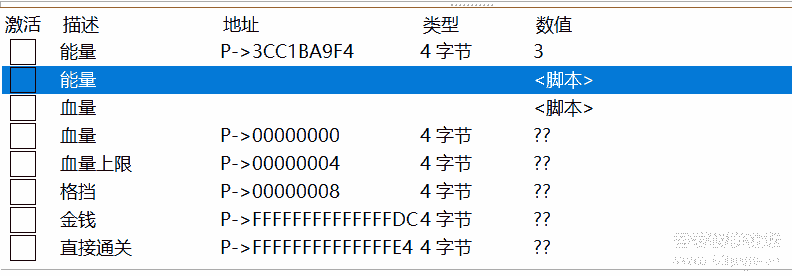 激活 描述 地址 类型 数值
能量 P->3CC1BA9F4 4 字节 3
能量 <脚本>
血量 <脚本>
血量 P->00000000 4 字节 ??
血量上限 P->00000004 4 字节 ??
格挡 P->00000008 4 字节 ??
金钱 P->FFFFFFFFFFFFFFDC 4 字节 ??
直接通关 P->FFFFFFFFFFFFFFE4 4 字节 ??